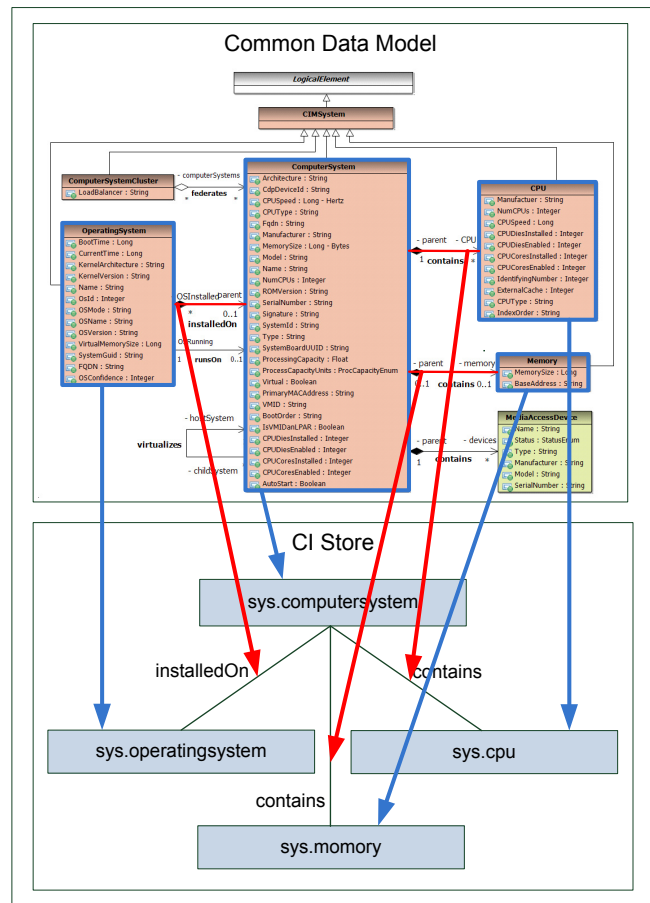 Common Data Model
LogicalElement
CIMSystem
ComputerSystemCluster
LoadBalancer : String
- computerSystems
federates
* *
OperatingSystem
BootTime : Long
CurrentTime : Long
KernelArchitecture : String
KernelVersion : String
Name : String
OsId : Integer
OSMode : String
OSName : String
OSVersion : String
VirtualMemorySize : Long
SystemGuid : String
FQDN : String
OSConfidence : Integer
OSInstalled
parent
* 0..1
installedOn
1 runsOn 0..1
- hostSystem
virtualizes
- childSystem
ComputerSystem
Architecture : String
CdpDeviceId : String
CPUSpeed : Long - Hertz
CPUType : String
Fqdn : String
Manufacturer : String
MemorySize : Long - Bytes
Model : String
Name : String
NumCPUs : Integer
ROMVersion : String
SerialNumber : String
Signature : String
SystemId : String
Type : String
SystemBoardUUID : String
ProcessingCapacity : Float
ProcessCapacityUnits : ProcCapacityEnum
Virtual : Boolean
PrimaryMACAddress : String
VMID : String
BootOrder : String
IsVMIDanLPAR : Boolean
CPUDiesInstalled : Integer
CPUDiesEnabled : Integer
CPUCoresInstalled : Integer
CPUCoresEnabled : Integer
AutoStart : Boolean
- parent - CPU
1 contains *
- parent - memory
0..1 contains 0..1
- parent - devices
1 contains *
CPU
Manufactuer : String
NumCPUs : Integer
CPUSpeed : Long
CPUDiesInstalled : Integer
CPUDiesEnabled : Integer
CPUCoresInstalled : Integer
CPUCoresEnabled : Integer
IdentifyingNumber : Integer
ExternalCache : Integer
CPUType : String
IndexOrder : String
Memory
MemorySize : Long
BaseAddress : String
MediaAccessDevice
Name : String
Status : StatusEnum
Type : String
Manufacturer : String
Model : String
SerialNumber : String
CI Store
sys.computersystem
installedOn
contains
sys.operatingsystem
sys.cpu
contains
sys.momory